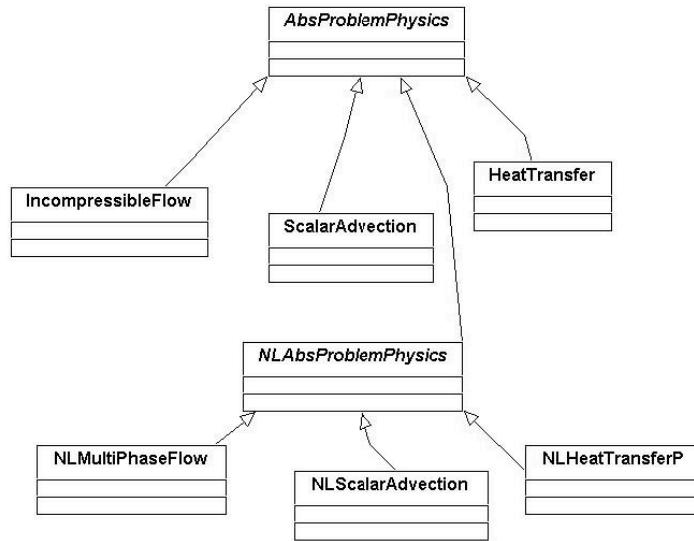 AbsProblemPhysics
HeatTransfer
IncompressibleFlow
ScalarAdvection
NLAbsProblemPhysics
NLMultiPhaseFlow
NLHeatTransferP
NLScalarAdvection